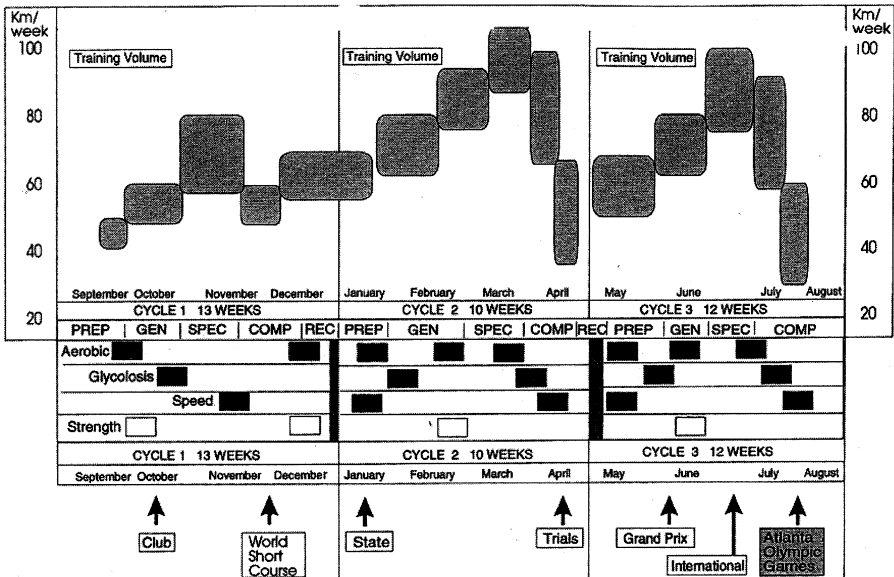 Km/
week
100
80
60
40
20
Training Volume
Training Volume
Training Volume
Km/
week
100
80
60
40
20
September October November December January February March April May June July August
CYCLE 1 13 WEEKS CYCLE 2 10 WEEKS CYCLE 3 12 WEEKS
PREP GEN SPEC COMP REC PREP GEN SPEC COMP REC PREP GEN SPEC COMP
Aerobic
Glycolosis
Speed
Strength
CYCLE 1 13 WEEKS CYCLE 2 10 WEEKS CYCLE 3 12 WEEKS
September October November December January February March April May June July August
Club
World
Short
Course
State
Trials
Grand Prix
International
Atlanta
Olympic
Games